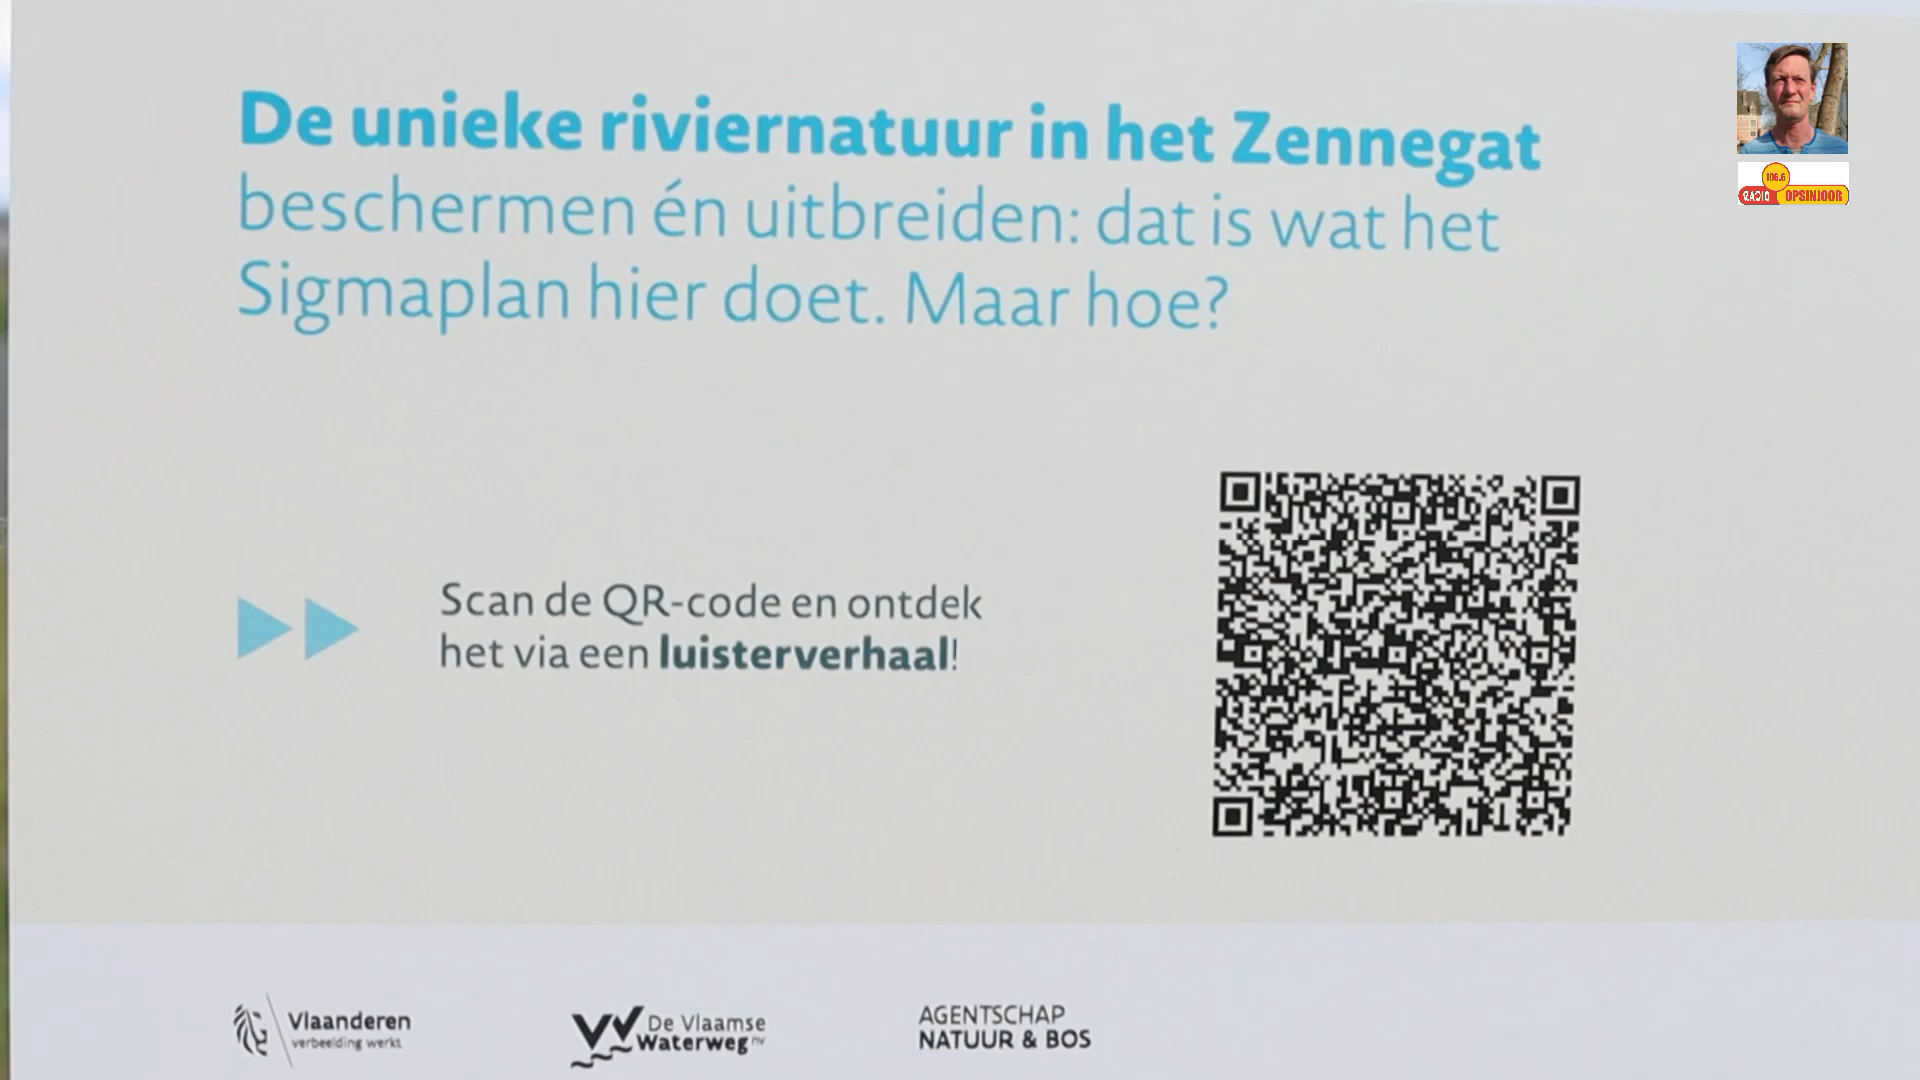 De unieke riviernatuur in het Zennegat
beschermen én uitbreiden: dat is wat het
Sigmaplan hier doet. Maar hoe?
Scan de QR-code en ontdek
het via een luisterverhaal!
Vlaanderen
verbeelding werkt
De Vlaamse
Waterweg nv
AGENTSCHAP
NATUUR & BOS
106.6
RADIO OPSINJOOR